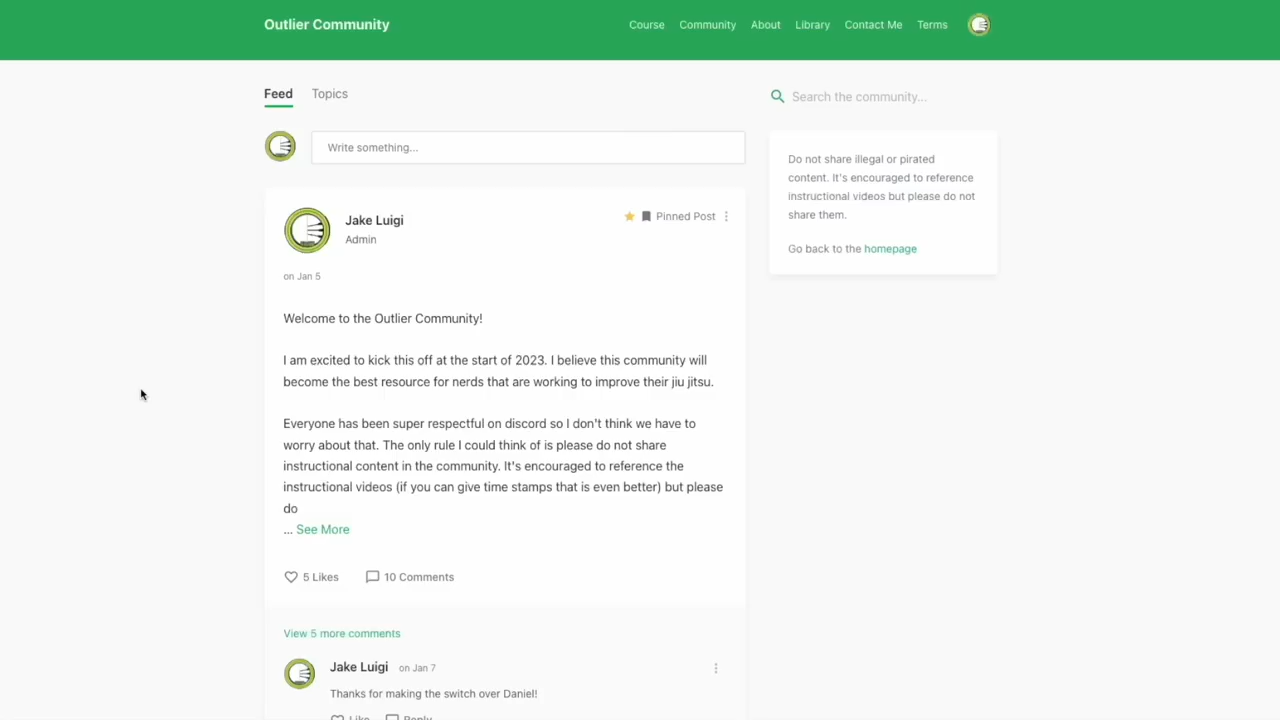 Outlier Community
Course Community About Library Contact Me Terms
Feed Topics
Search the community...
Write something...
Do not share illegal or pirated
content. It's encouraged to reference
instructional videos but please do not
share them.
Go back to the homepage
Jake Luigi
Admin
Pinned Post
on Jan 5
Welcome to the Outlier Community!
I am excited to kick this off at the start of 2023. I believe this community will
become the best resource for nerds that are working to improve their jiu jitsu.
Everyone has been super respectful on discord so I don't think we have to
worry about that. The only rule I could think of is please do not share
instructional content in the community. It's encouraged to reference the
instructional videos (if you can give time stamps that is even better) but please
do
... See More
5 Likes 10 Comments
View 5 more comments
Jake Luigi on Jan 7
Thanks for making the switch over Daniel!
Like Reply